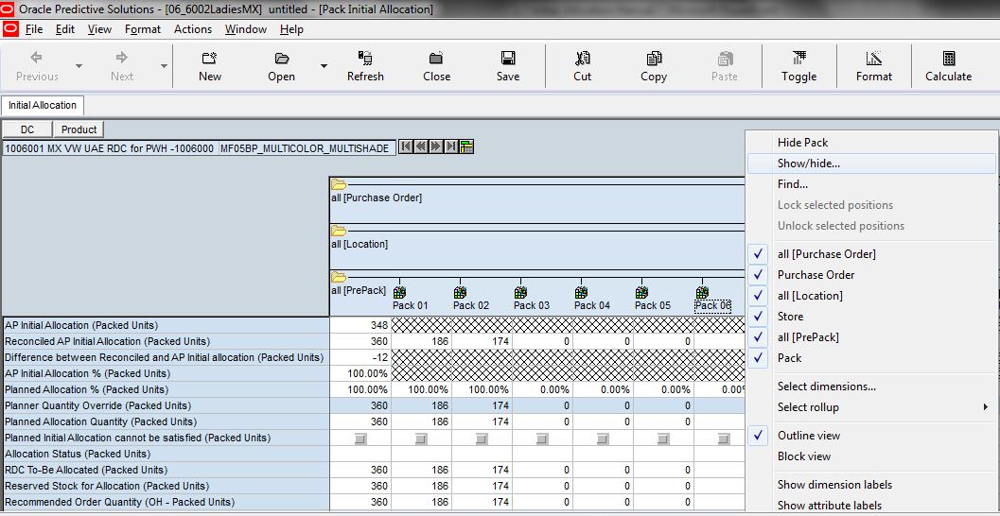 Oracle Predictive Solutions - [06_6002LadiesMX]  untitled - [Pack Initial Allocation]
File Edit View Format Actions Window Help
Previous Next New Open Refresh Close Save Cut Copy Paste Toggle Format Calculate
Initial Allocation
DC Product
1006001 MX VW UAE RDC for PWH -1006000 MF05BP_MULTICOLOR_MULTISHADE
all [Purchase Order]
all [Location]
all [PrePack] Pack 01 Pack 02 Pack 03 Pack 04 Pack 05 Pack 06
AP Initial Allocation (Packed Units) 348
Reconciled AP Initial Allocation (Packed Units) 360 186 174 0 0 0
Difference between Reconciled and AP Initial allocation (Packed Units) -12
AP Initial Allocation % (Packed Units) 100.00%
Planned Allocation % (Packed Units) 100.00% 100.00% 100.00% 0.00% 0.00% 0.00% 0.00
Planner Quantity Override (Packed Units) 360 186 174 0 0 0
Planned Allocation Quantity (Packed Units) 360 186 174 0 0 0
Planned Initial Allocation cannot be satisfied (Packed Units)
Allocation Status (Packed Units)
RDC To-Be Allocated (Packed Units) 360 186 174 0 0 0
Reserved Stock for Allocation (Packed Units) 360 186 174 0 0 0
Recommended Order Quantity (OH - Packed Units) 360 186 174 0 0 0
Hide Pack
Show/hide...
Find...
Lock selected positions
Unlock selected positions
all [Purchase Order]
Purchase Order
all [Location]
Store
all [PrePack]
Pack
Select dimensions...
Select rollup
Outline view
Block view
Show dimension labels
Show attribute labels